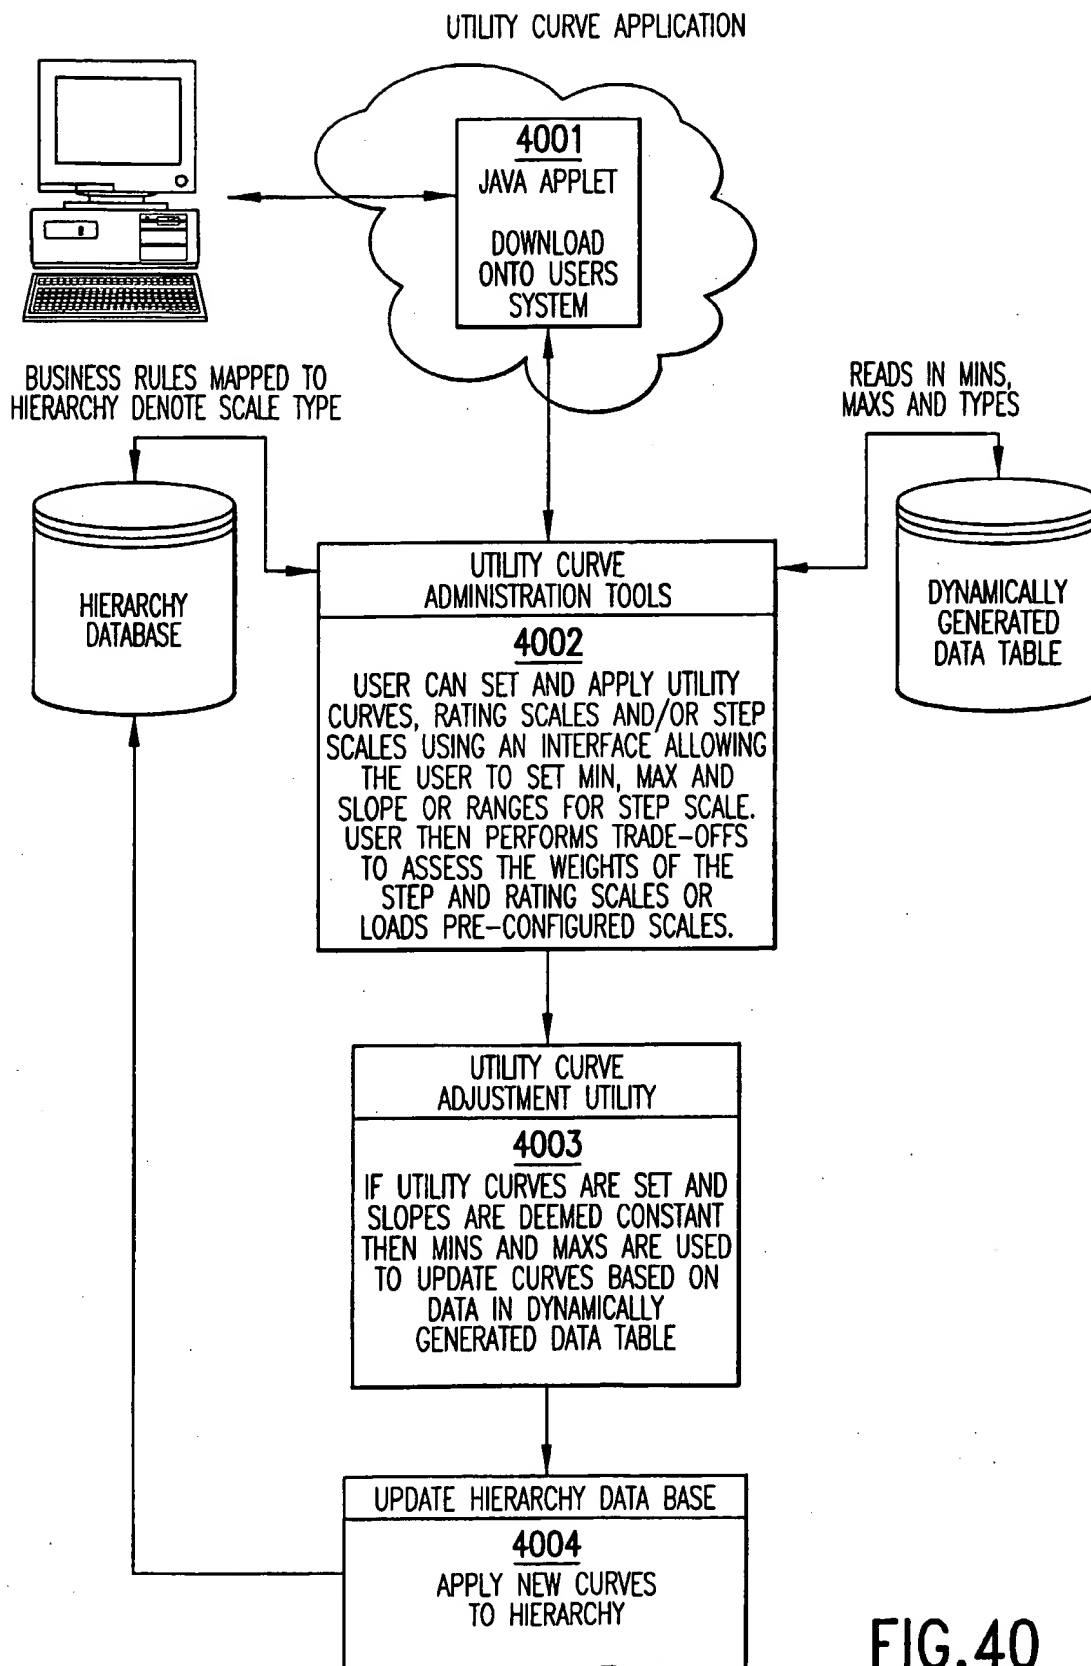 UTILITY CURVE APPLICATION
4001
JAVA APPLET
DOWNLOAD
ONTO USERS
SYSTEM
BUSINESS RULES MAPPED TO
HIERARCHY DENOTE SCALE TYPE
READS IN MINS,
MAXS AND TYPES
HIERARCHY
DATABASE
UTILITY CURVE
ADMINISTRATION TOOLS
4002
USER CAN SET AND APPLY UTILITY
CURVES, RATING SCALES AND/OR STEP
SCALES USING AN INTERFACE ALLOWING
THE USER TO SET MIN, MAX AND
SLOPE OR RANGES FOR STEP SCALE.
USER THEN PERFORMS TRADE-OFFS
TO ASSESS THE WEIGHTS OF THE
STEP AND RATING SCALES OR
LOADS PRE-CONFIGURED SCALES.
DYNAMICALLY
GENERATED
DATA TABLE
UTILITY CURVE
ADJUSTMENT UTILITY
4003
IF UTILITY CURVES ARE SET AND
SLOPES ARE DEEMED CONSTANT
THEN MINS AND MAXS ARE USED
TO UPDATE CURVES BASED ON
DATA IN DYNAMICALLY
GENERATED DATA TABLE
UPDATE HIERARCHY DATA BASE
4004
APPLY NEW CURVES
TO HIERARCHY
FIG.40